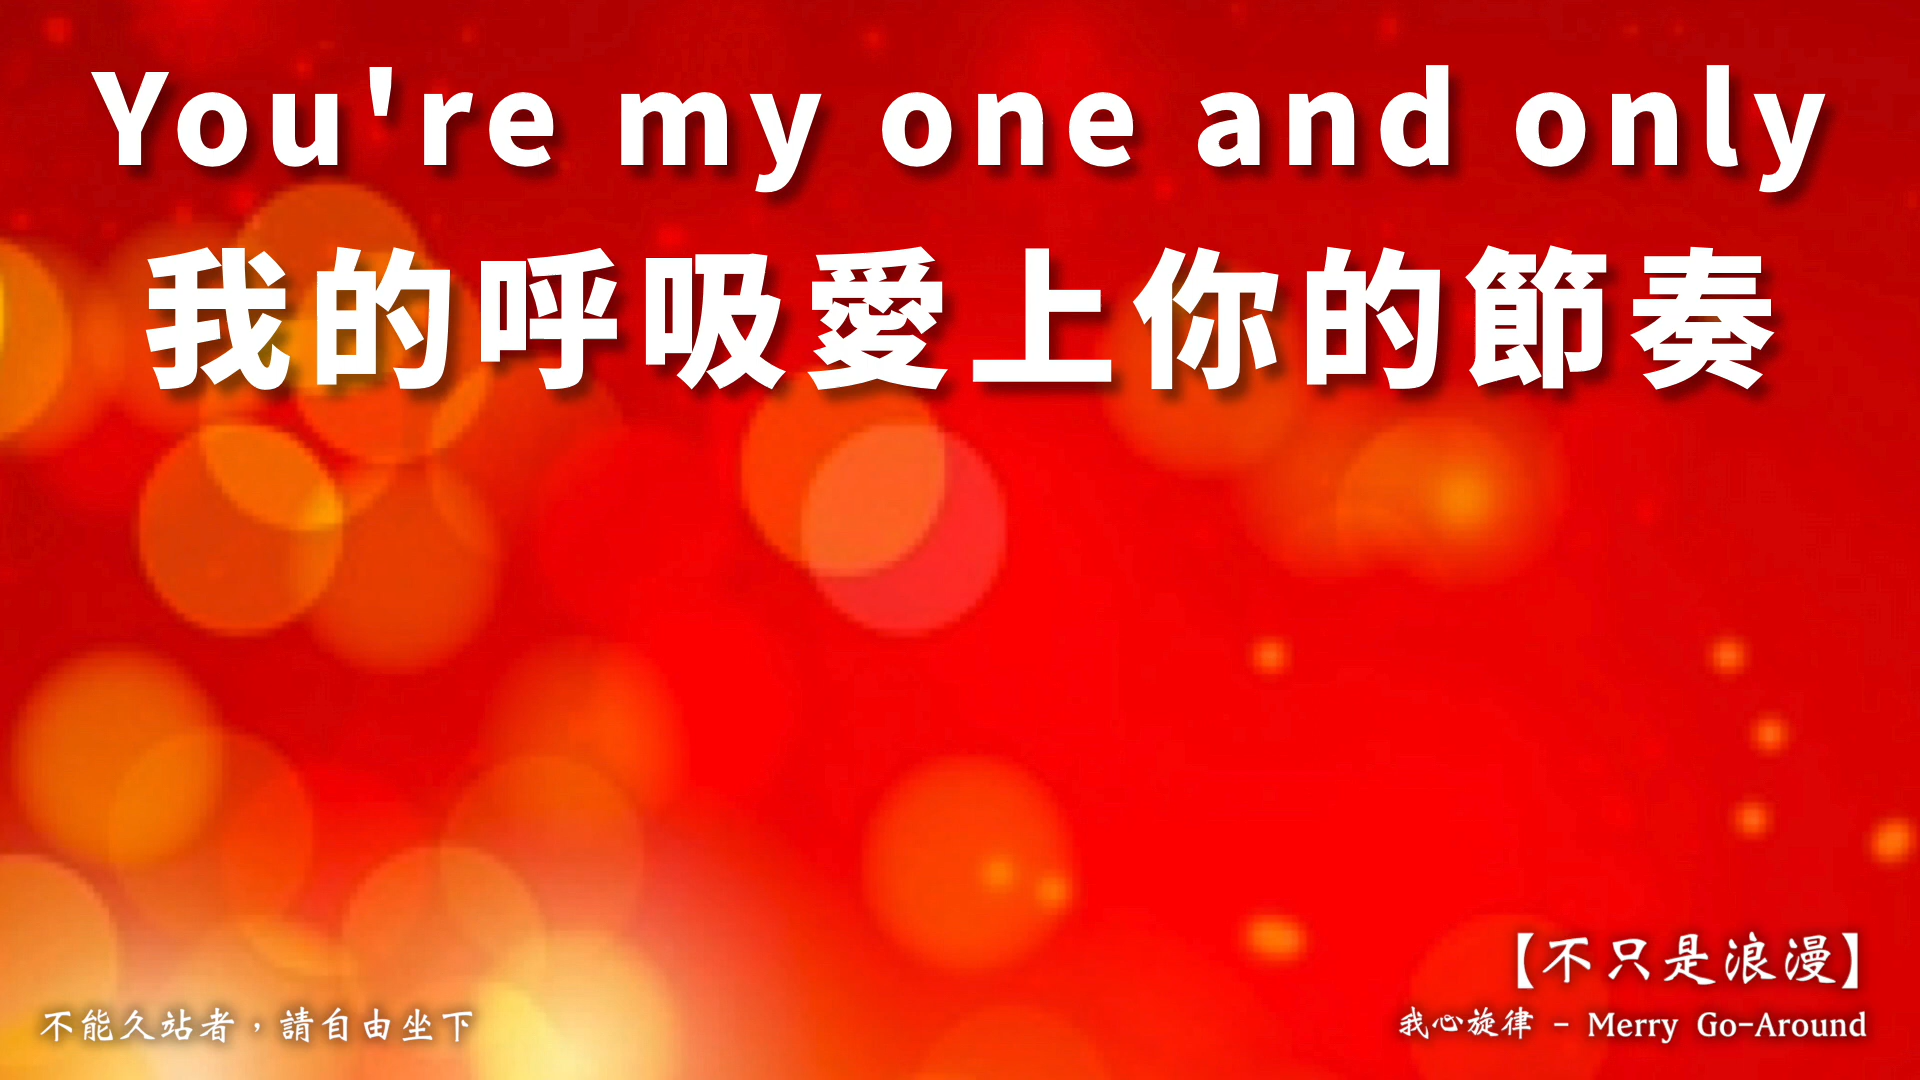 You're my one and only
我的呼吸愛上你的節奏
【不只是浪漫】
不能久站者，請自由坐下
我心旋律 - Merry Go-Around